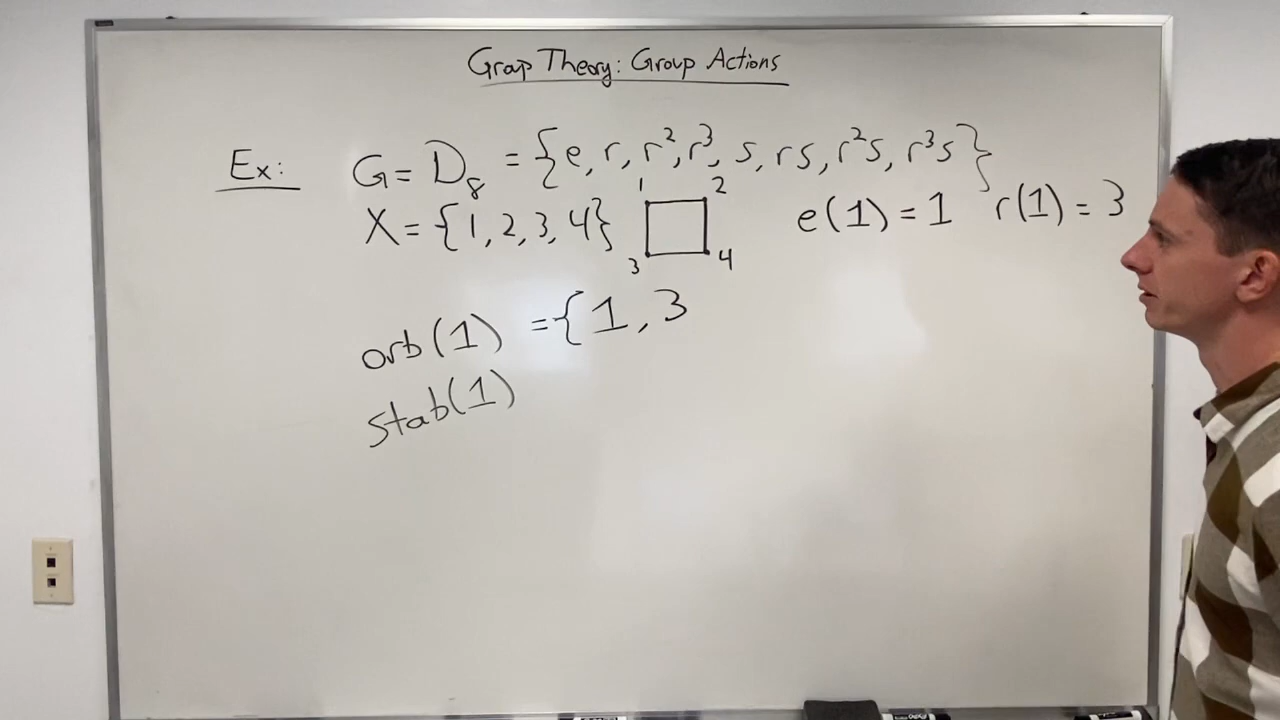 Group Theory: Group Actions
Ex: G = D₈ = {e, r, r², r³, s, rs, r²s, r³s}
X = {1, 2, 3, 4} 1 2 3 4 e(1) = 1 r(1) = 3
orb(1) = {1, 3
stab(1)